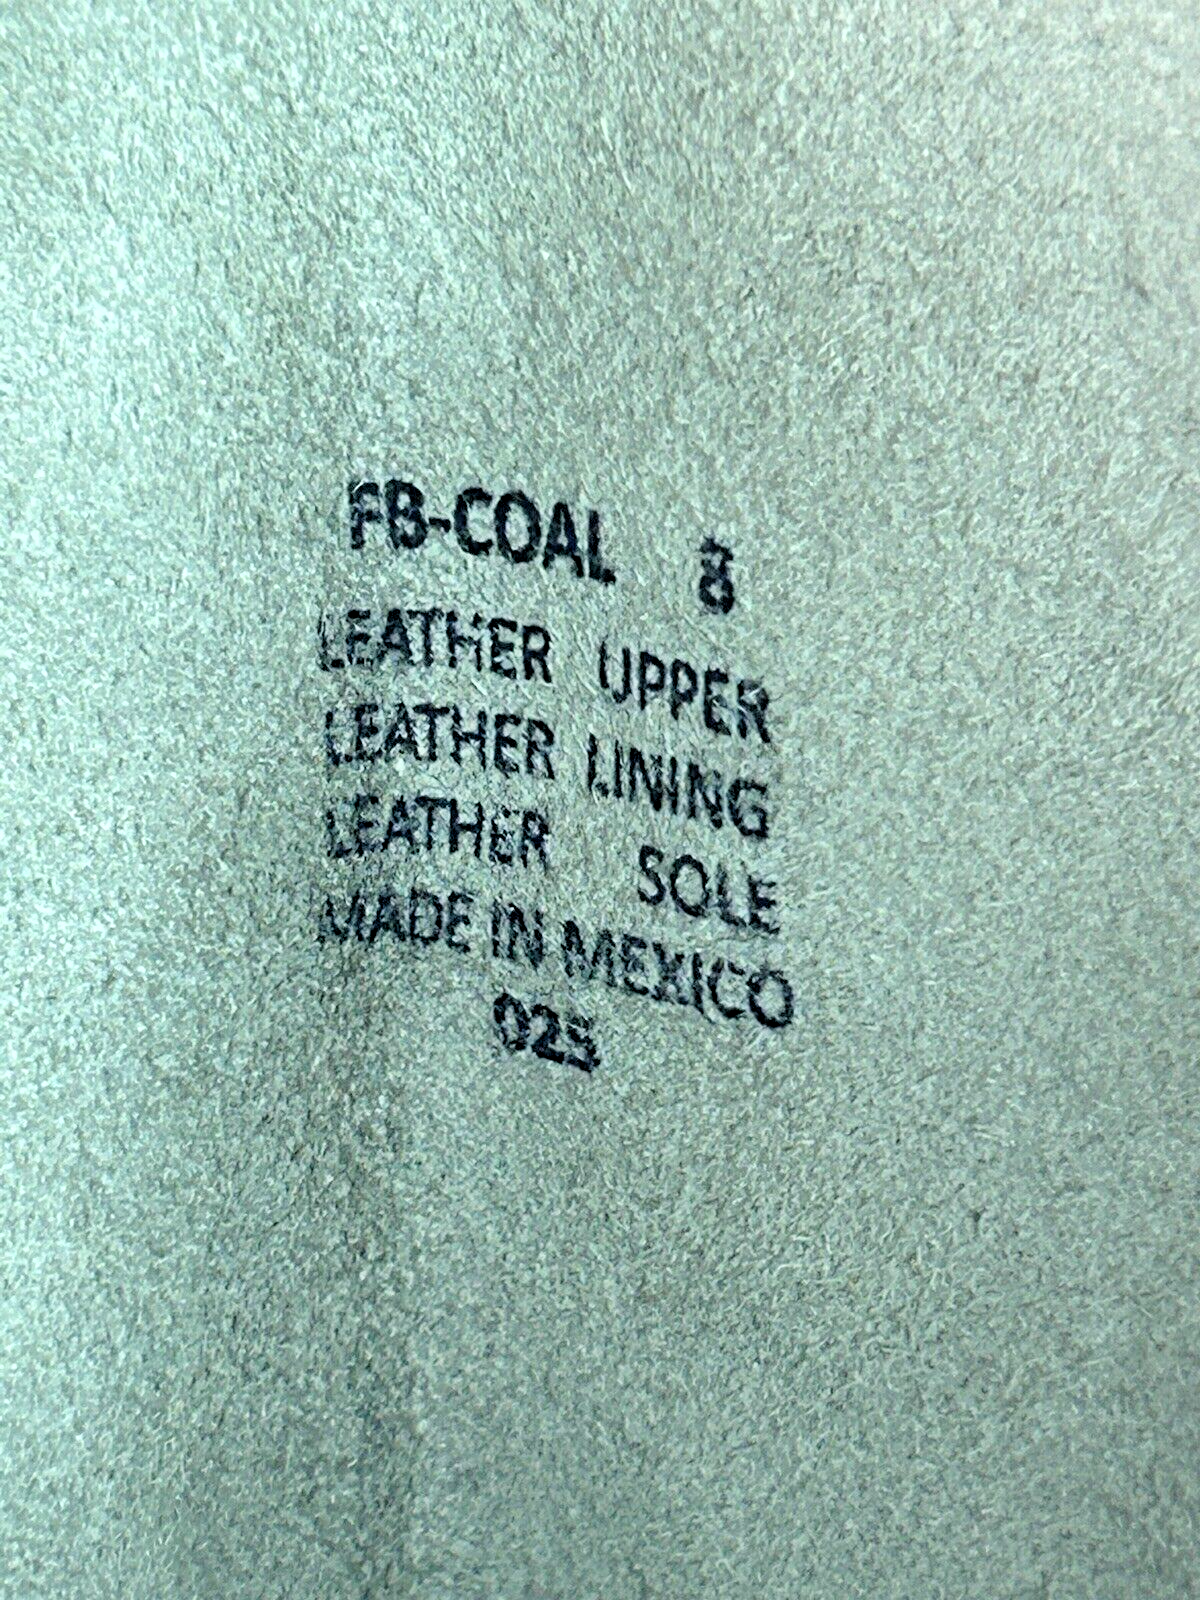 FB-COAL 8
LEATHER UPPER
LEATHER LINING
LEATHER SOLE
MADE IN MEXICO
025